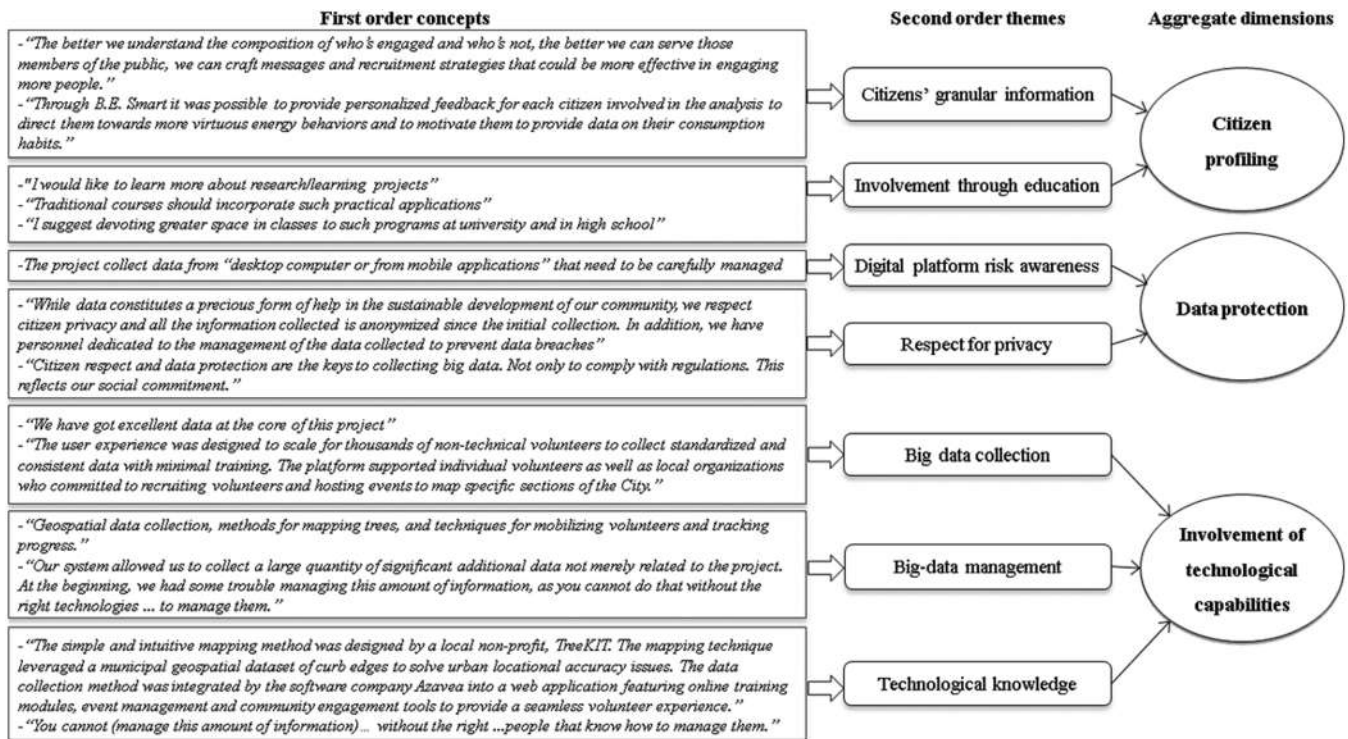 First order concepts
Second order themes
Aggregate dimensions
-“The better we understand the composition of who's engaged and who's not, the better we can serve those
members of the public, we can craft messages and recruitment strategies that could be more effective in engaging
more people.”
-“Through B.E. Smart it was possible to provide personalized feedback for each citizen involved in the analysis to
direct them towards more virtuous energy behaviors and to motivate them to provide data on their consumption
habits.”
Citizens’ granular information
Citizen
profiling
-"I would like to learn more about research/learning projects”
-“Traditional courses should incorporate such practical applications”
-“I suggest devoting greater space in classes to such programs at university and in high school”
Involvement through education
-The project collect data from “desktop computer or from mobile applications” that need to be carefully managed
Digital platform risk awareness
Data protection
-“While data constitutes a precious form of help in the sustainable development of our community, we respect
citizen privacy and all the information collected is anonymized since the initial collection. In addition, we have
personnel dedicated to the management of the data collected to prevent data breaches”
-“Citizen respect and data protection are the keys to collecting big data. Not only to comply with regulations. This
reflects our social commitment.”
Respect for privacy
-“We have got excellent data at the core of this project”
-“The user experience was designed to scale for thousands of non-technical volunteers to collect standardized and
consistent data with minimal training. The platform supported individual volunteers as well as local organizations
who committed to recruiting volunteers and hosting events to map specific sections of the City.”
Big data collection
-“Geospatial data collection, methods for mapping trees, and techniques for mobilizing volunteers and tracking
progress.”
-“Our system allowed us to collect a large quantity of significant additional data not merely related to the project.
At the beginning, we had some trouble managing this amount of information, as you cannot do that without the
right technologies ... to manage them.”
Big-data management
Involvement of
technological
capabilities
-“The simple and intuitive mapping method was designed by a local non-profit, TreeKIT. The mapping technique
leveraged a municipal geospatial dataset of curb edges to solve urban locational accuracy issues. The data
collection method was integrated by the software company Azavea into a web application featuring online training
modules, event management and community engagement tools to provide a seamless volunteer experience.”
-“You cannot (manage this amount of information)... without the right ...people that know how to manage them.”
Technological knowledge